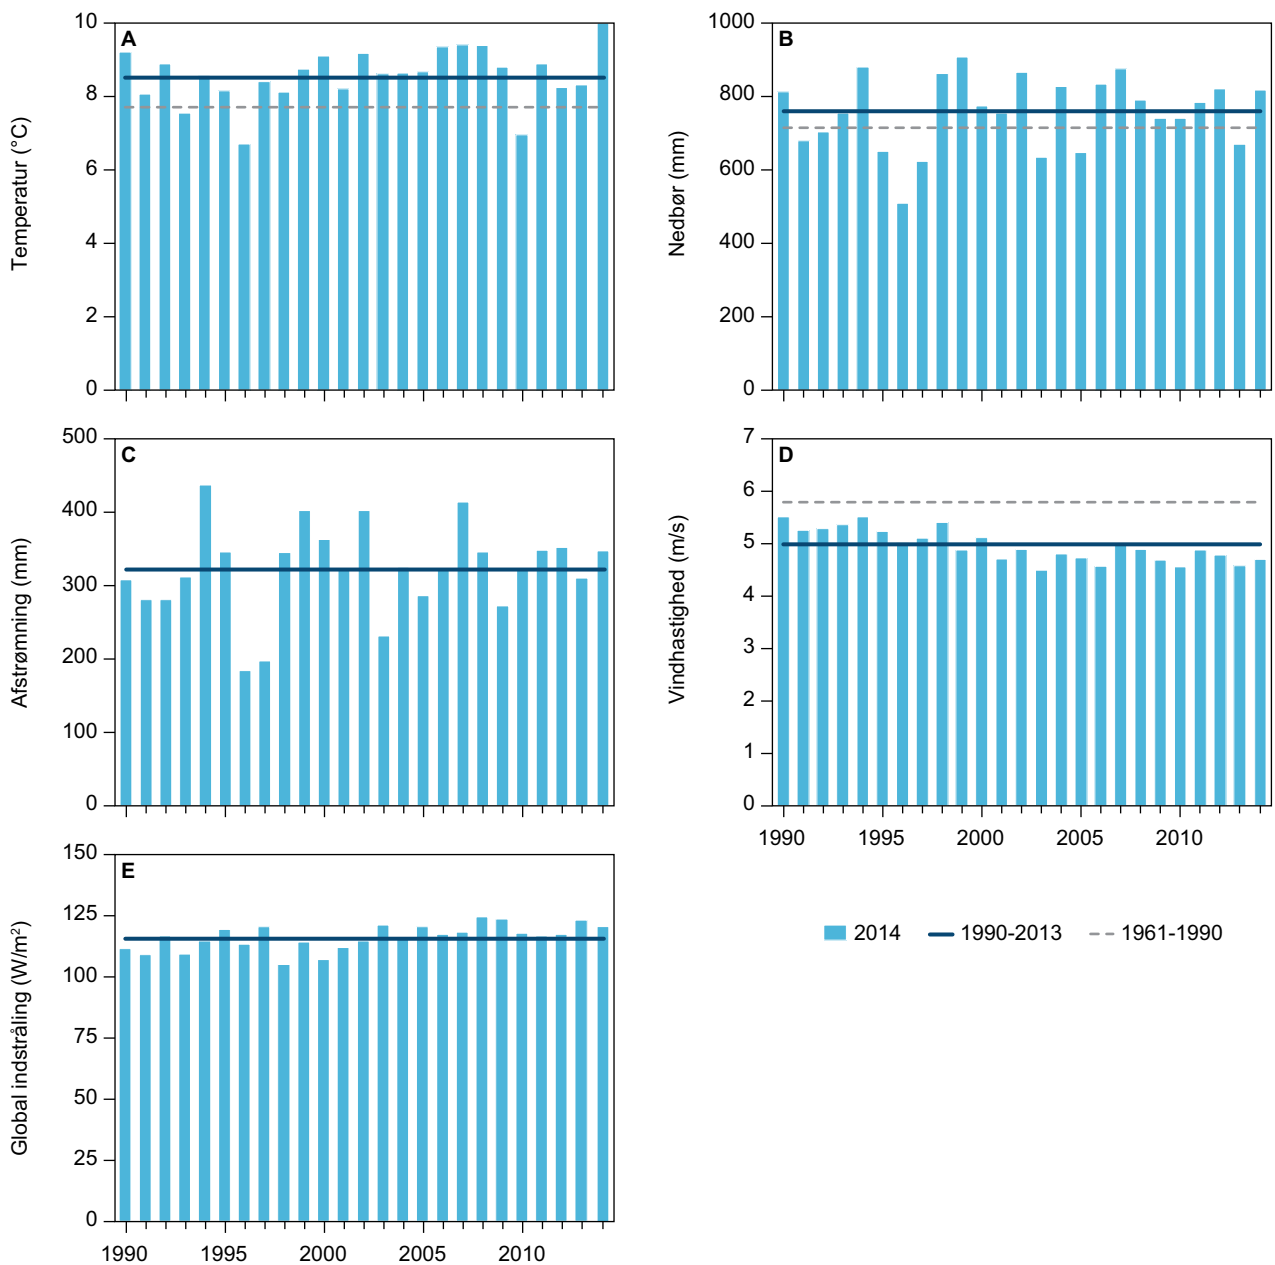 A
Temperatur (°C)
10
8
6
4
2
0
B
Nedbør (mm)
1000
800
600
400
200
0
C
Afstrømning (mm)
500
400
300
200
100
0
D
Vindhastighed (m/s)
7
6
5
4
3
2
1
0
1990 1995 2000 2005 2010
E
Global indstråling (W/m²)
150
125
100
75
50
25
0
1990 1995 2000 2005 2010
2014 1990-2013 1961-1990